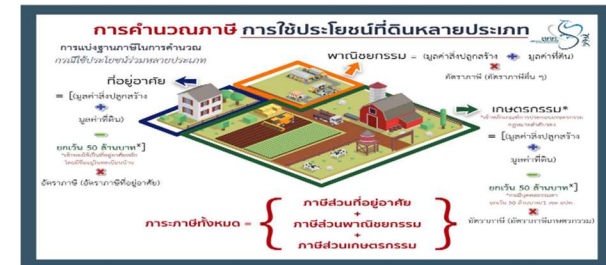 การคำนวณภาษี การใช้ประโยชน์ที่ดินหลายประเภท
การแบ่งฐานภาษีในการคำนวณ
กรณีใช้ประโยชน์ร่วมหลายประเภท
ที่อยู่อาศัย
= [(มูลค่าสิ่งปลูกสร้าง
+
มูลค่าที่ดิน)
-
ยกเว้น 50 ล้านบาท*]
×
อัตราภาษี (อัตราภาษีที่อยู่อาศัย)
พาณิชยกรรม = (มูลค่าสิ่งปลูกสร้าง + มูลค่าที่ดิน)
×
อัตราภาษี (อัตราภาษีอื่น ๆ)
เกษตรกรรม*
= [(มูลค่าสิ่งปลูกสร้าง
+
มูลค่าที่ดิน)
-
ยกเว้น 50 ล้านบาท*]
×
อัตราภาษี (อัตราภาษีเกษตรกรรม)
ภาระภาษีทั้งหมด = { ภาษีส่วนที่อยู่อาศัย
+
ภาษีส่วนพาณิชยกรรม
+
ภาษีส่วนเกษตรกรรม }